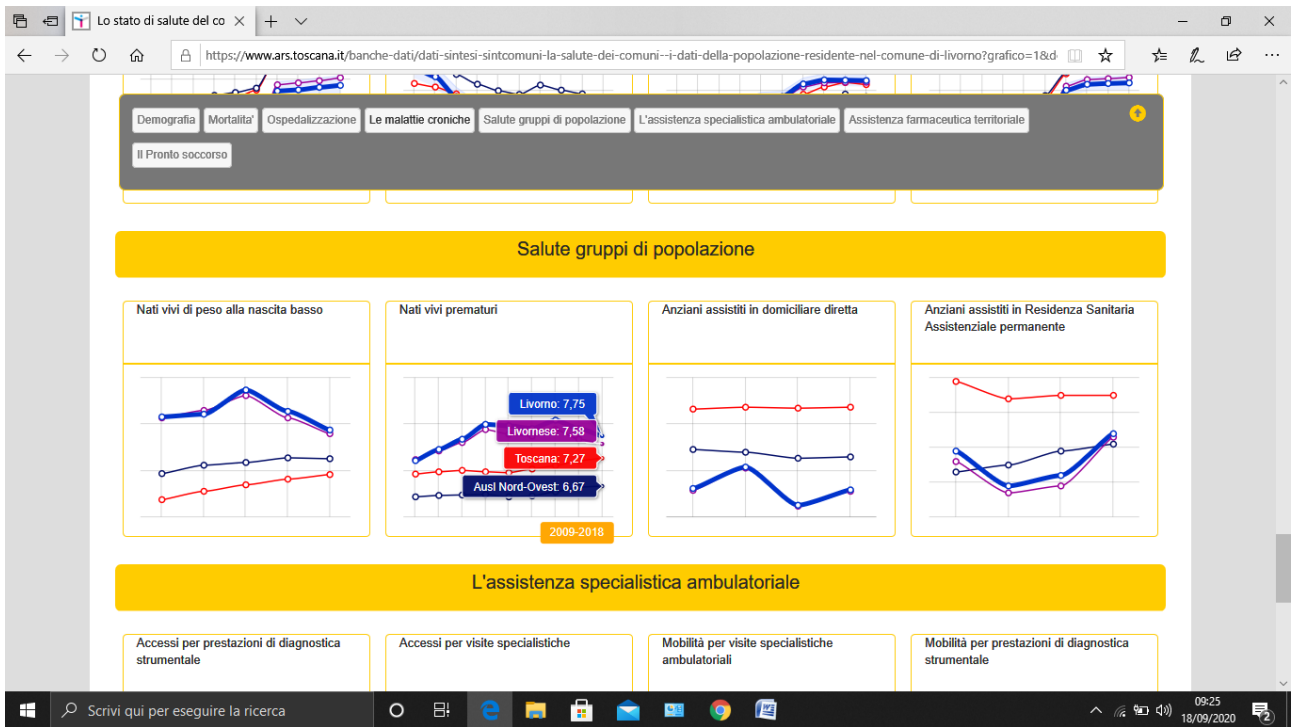 Lo stato di salute del co
https://www.ars.toscana.it/banche-dati/dati-sintesi-sintcomuni-la-salute-dei-comuni--i-dati-della-popolazione-residente-nel-comune-di-livorno?grafico=1&d
Demografia Mortalita' Ospedalizzazione Le malattie croniche Salute gruppi di popolazione L'assistenza specialistica ambulatoriale Assistenza farmaceutica territoriale
Il Pronto soccorso
Salute gruppi di popolazione
Nati vivi di peso alla nascita basso
Nati vivi prematuri
Livorno: 7,75
Livornese: 7,58
Toscana: 7,27
Ausl Nord-Ovest: 6,67
2009-2018
Anziani assistiti in domiciliare diretta
Anziani assistiti in Residenza Sanitaria
Assistenziale permanente
L'assistenza specialistica ambulatoriale
Accessi per prestazioni di diagnostica
strumentale
Accessi per visite specialistiche
Mobilità per visite specialistiche
ambulatoriali
Mobilità per prestazioni di diagnostica
strumentale
Scrivi qui per eseguire la ricerca
09:25
18/09/2020
2